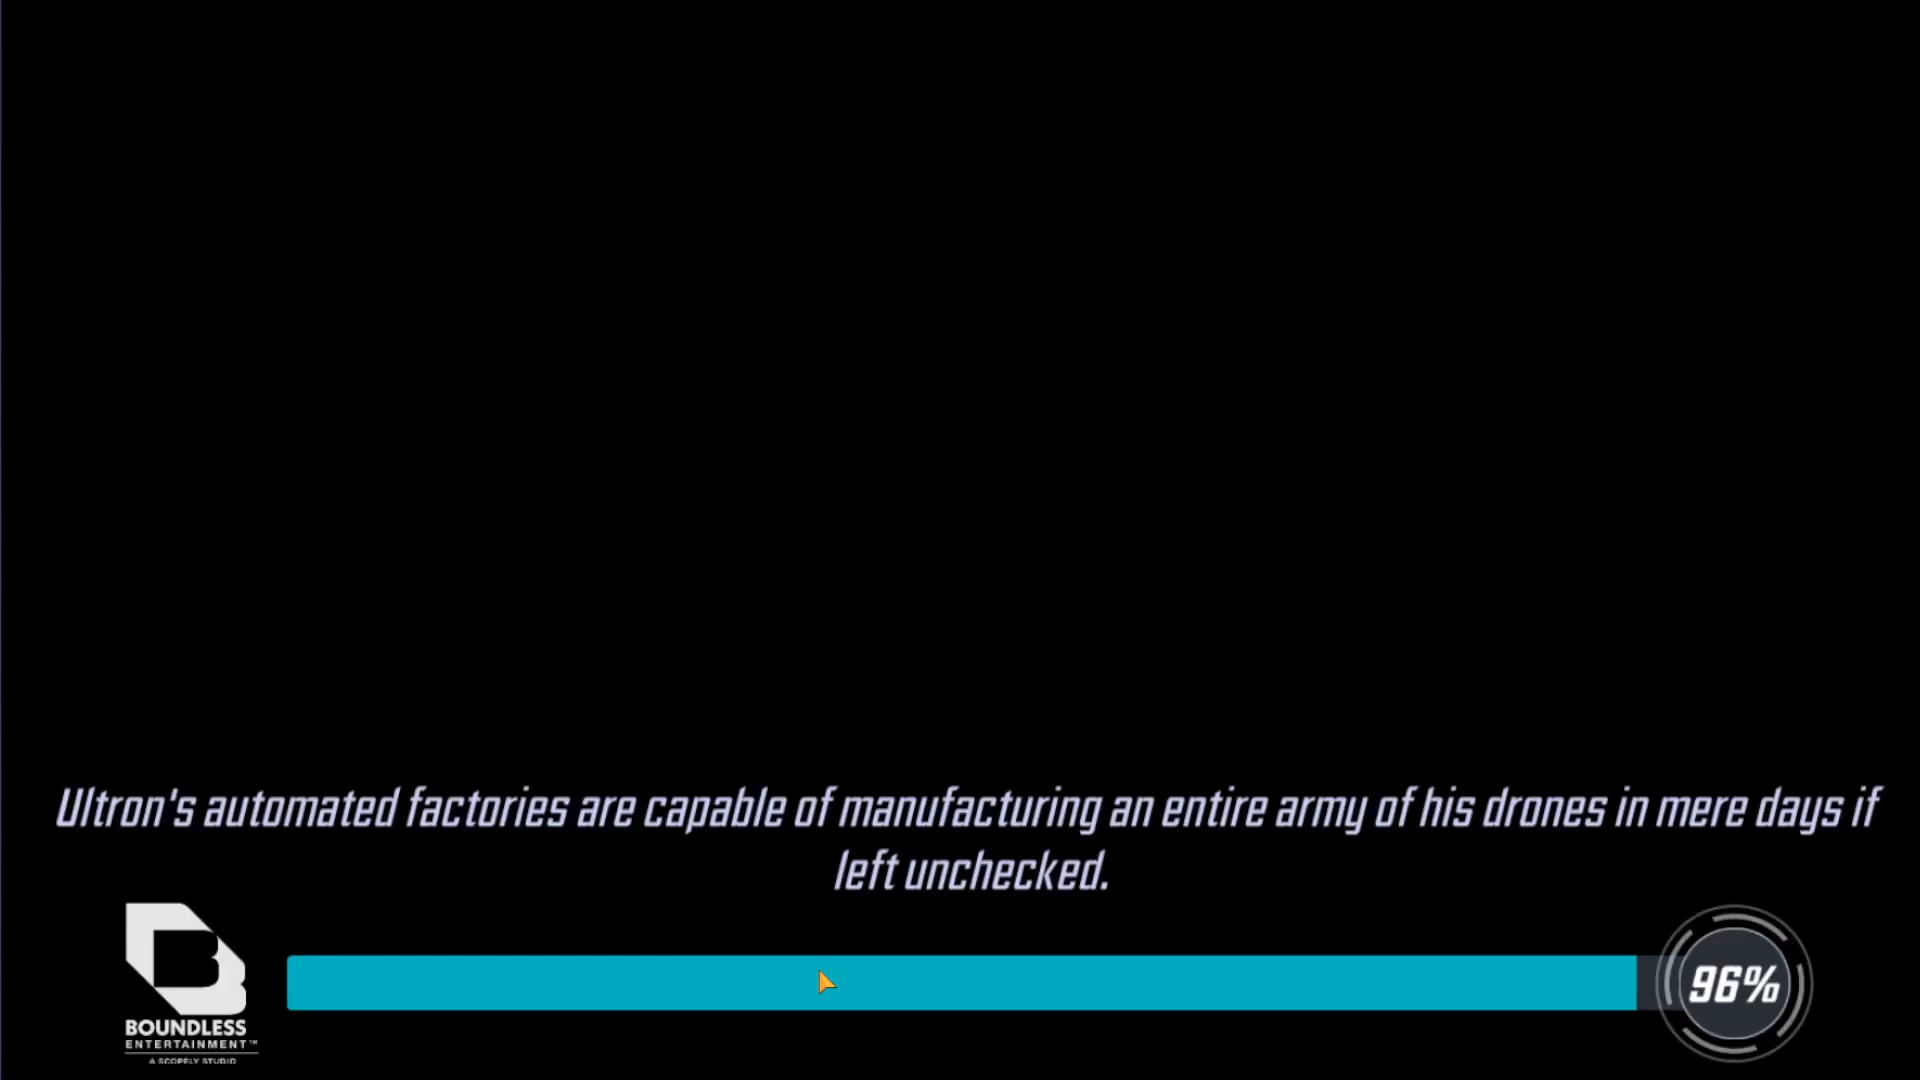 Ultron's automated factories are capable of manufacturing an entire army of his drones in mere days if
left unchecked.
96%
BOUNDLESS
ENTERTAINMENT™
A SCOPELY STUDIO